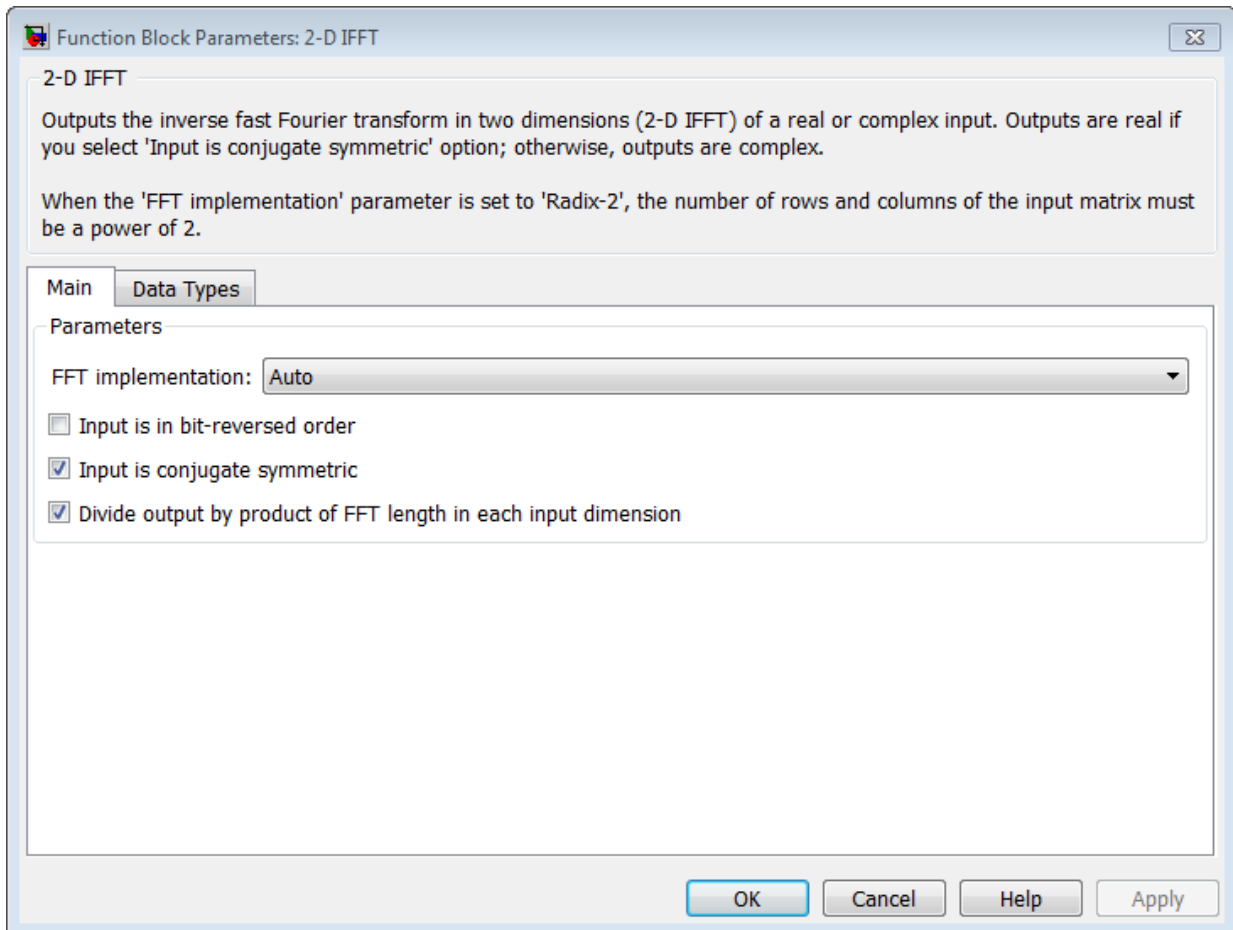 Function Block Parameters: 2-D IFFT
2-D IFFT
Outputs the inverse fast Fourier transform in two dimensions (2-D IFFT) of a real or complex input. Outputs are real if
you select 'Input is conjugate symmetric' option; otherwise, outputs are complex.
When the 'FFT implementation' parameter is set to 'Radix-2', the number of rows and columns of the input matrix must
be a power of 2.
Main Data Types
Parameters
FFT implementation: Auto
Input is in bit-reversed order
Input is conjugate symmetric
Divide output by product of FFT length in each input dimension
OK Cancel Help Apply